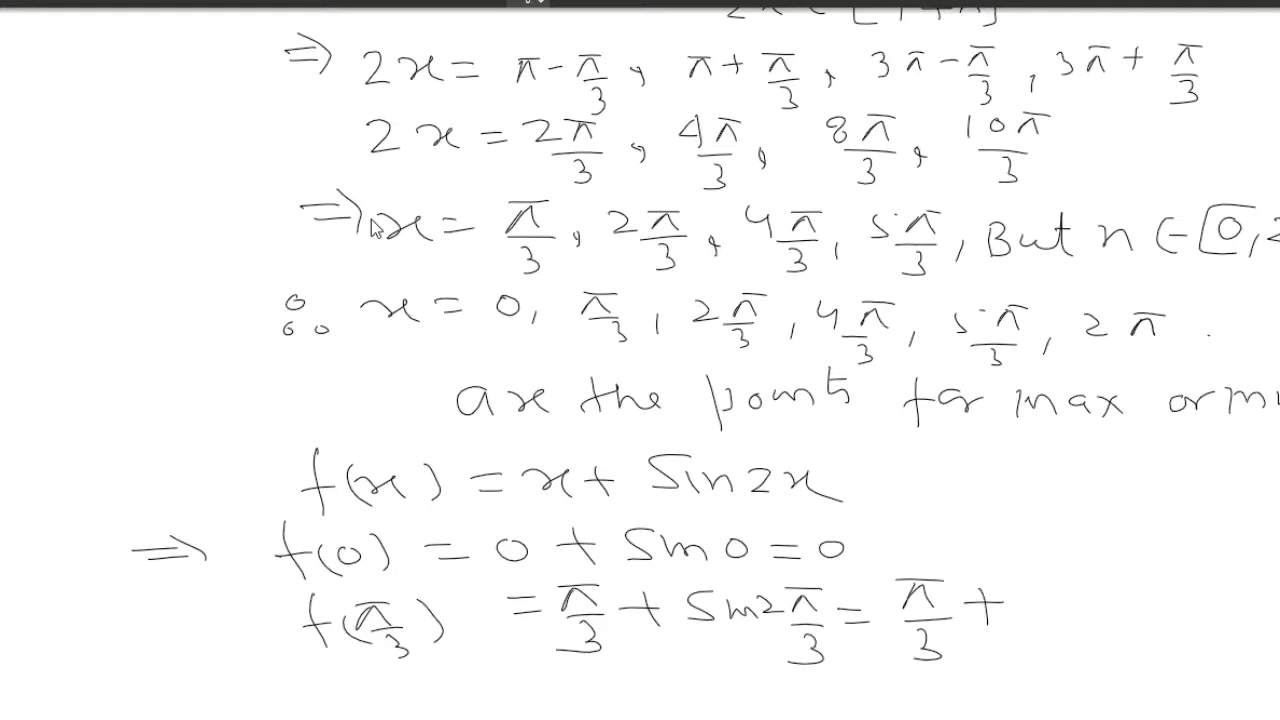 ⇒ 2x = π - π/3, π + π/3, 3π - π/3, 3π + π/3
2x = 2π/3, 4π/3, 8π/3, 10π/3
⇒ x = π/3, 2π/3, 4π/3, 5π/3, But x ∈ [0, 2
∴ x = 0, π/3, 2π/3, 4π/3, 5π/3, 2π.
are the points for max or mi
f(x) = x + Sin2x
⇒ f(0) = 0 + Sin0 = 0
f(π/3) = π/3 + Sin2π/3 = π/3 +